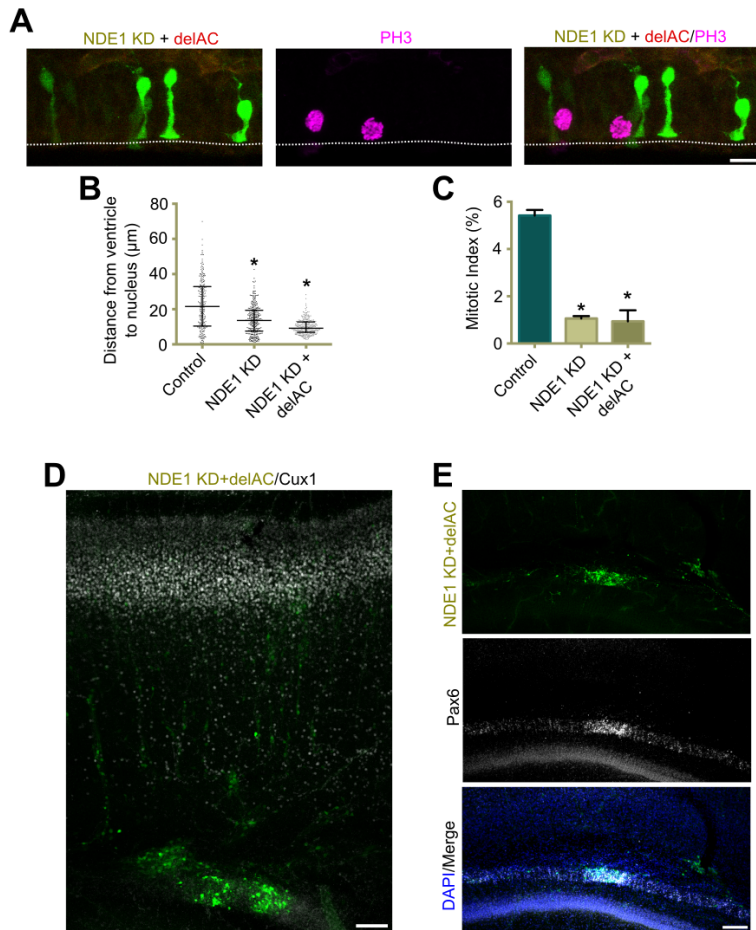 A
NDE1 KD + delAC
PH3
NDE1 KD + delAC/PH3
B
Distance from ventricle
to nucleus (µm)
80
60
40
20
0
*
*
Control
NDE1 KD
NDE1 KD +
delAC
C
Mitotic Index (%)
6
4
2
0
*
*
Control
NDE1 KD
NDE1 KD +
delAC
D
NDE1 KD+delAC/Cux1
E
NDE1 KD+delAC
Pax6
DAPI/Merge